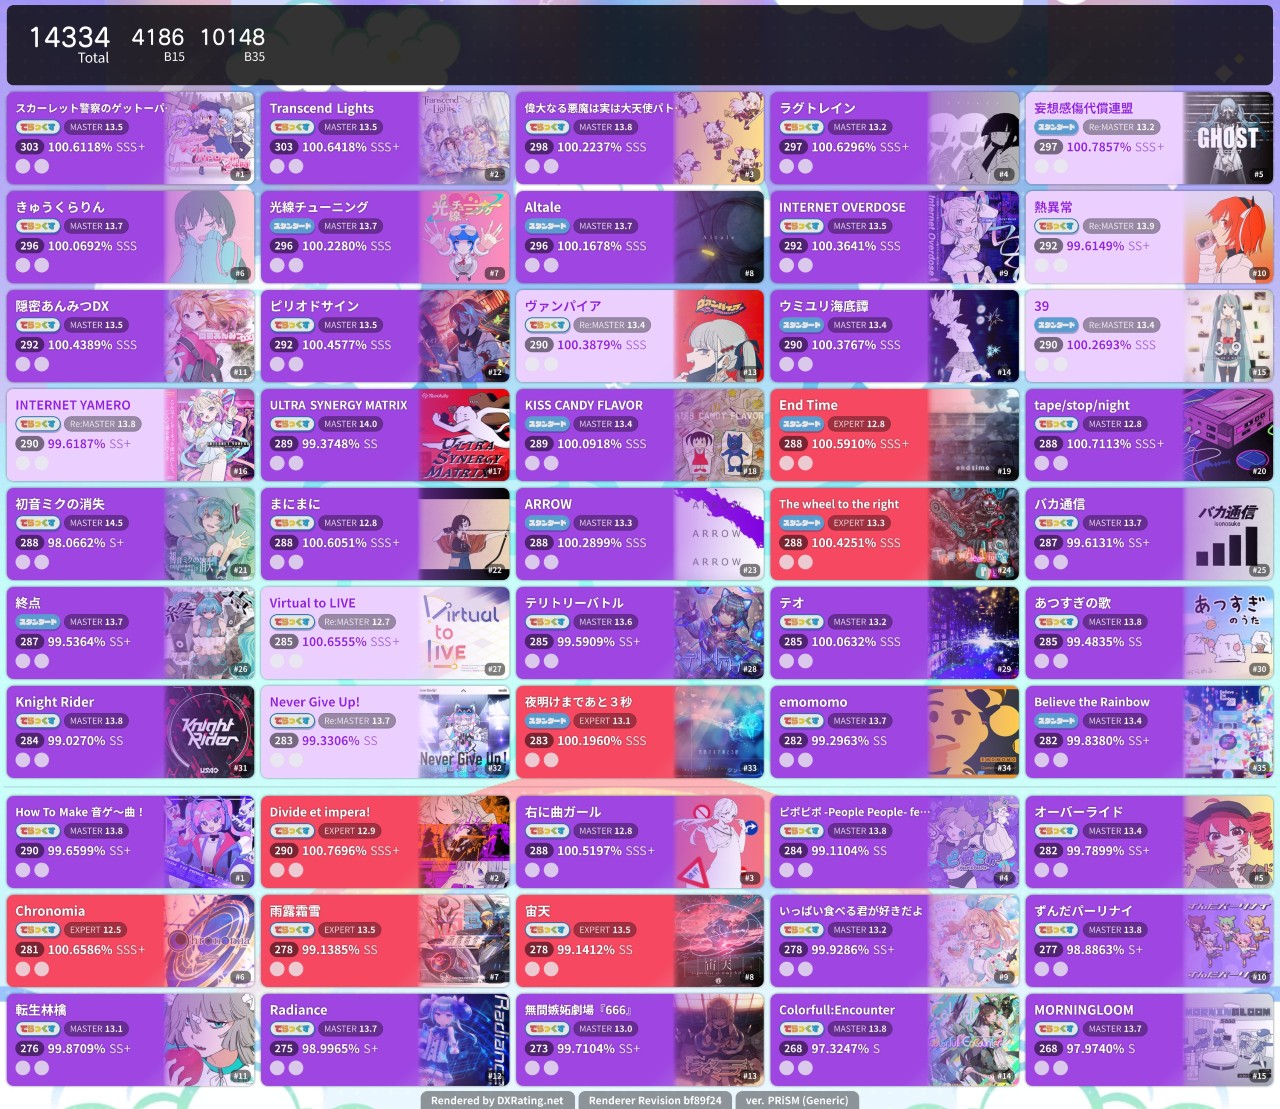 14334 4186 10148
Total B15 B35
スカーレット警察のゲットーパ
MASTER 13.5
303 100.6118% SSS+
#1
Transcend Lights
MASTER 13.5
303 100.6418% SSS+
#2
偉大なる悪魔は実は大天使パト·
MASTER 13.8
298 100.2237% SSS
#3
ラグトレイン
MASTER 13.2
297 100.6296% SSS+
#4
妄想感傷代償連盟
スタンダード Re:MASTER 13.2
297 100.7857% SSS+
GHOST
#5
きゅうくらりん
でらっくす MASTER 13.7
296 100.0692% SSS
#6
光線チューニング
スタンダード MASTER 13.7
296 100.2280% SSS
#7
Altale
スタンダード MASTER 13.7
296 100.1678% SSS
Altale
#8
INTERNET OVERDOSE
でらっくす MASTER 13.5
292 100.3641% SSS
Internet Overdose
#9
熱異常
でらっくす Re:MASTER 13.9
292 99.6149% SS+
#10
隠密あんみつDX
でらっくす MASTER 13.5
292 100.4389% SSS
#11
ピリオドサイン
でらっくす MASTER 13.5
292 100.4577% SSS
#12
ヴァンパイア
でらっくす Re:MASTER 13.4
290 100.3879% SSS
#13
ウミユリ海底譚
スタンダード MASTER 13.4
290 100.3767% SSS
#14
39
スタンダード Re:MASTER 13.4
290 100.2693% SSS
#15
INTERNET YAMERO
でらっくす Re:MASTER 13.8
290 99.6187% SS+
#16
ULTRA SYNERGY MATRIX
でらっくす MASTER 14.0
289 99.3748% SS
ULTRA SYNERGY MATRIX
#17
KISS CANDY FLAVOR
スタンダード MASTER 13.4
289 100.0918% SSS
#18
End Time
スタンダード EXPERT 12.8
288 100.5910% SSS+
endtime
#19
tape/stop/night
でらっくす MASTER 12.8
288 100.7113% SSS+
#20
初音ミクの消失
でらっくす MASTER 14.5
288 98.0662% S+
#21
まにまに
でらっくす MASTER 12.8
288 100.6051% SSS+
#22
ARROW
スタンダード MASTER 13.3
288 100.2899% SSS
ARROW
ARROW
#23
The wheel to the right
スタンダード EXPERT 13.3
288 100.4251% SSS
#24
バカ通信
でらっくす MASTER 13.7
287 99.6131% SS+
バカ通信
#25
終点
スタンダード MASTER 13.7
287 99.5364% SS+
#26
Virtual to LIVE
でらっくす Re:MASTER 12.7
285 100.6555% SSS+
Virtual to LIVE
#27
テリトリーバトル
でらっくす MASTER 13.6
285 99.5909% SS+
#28
テオ
でらっくす MASTER 13.2
285 100.0632% SSS
#29
あつすぎの歌
でらっくす MASTER 13.8
285 99.4835% SS
あつすぎのうた
#30
Knight Rider
でらっくす MASTER 13.8
284 99.0270% SS
Knight Rider
USAO
#31
Never Give Up!
でらっくす Re:MASTER 13.7
283 99.3306% SS
Never Give Up!
#32
夜明けまであと３秒
スタンダード EXPERT 13.1
283 100.1960% SSS
#33
emomomo
でらっくす MASTER 13.7
282 99.2963% SS
#34
Believe the Rainbow
スタンダード MASTER 13.4
282 99.8380% SS+
#35
How To Make 音ゲ〜曲！
でらっくす MASTER 13.8
290 99.6599% SS+
#1
Divide et impera!
でらっくす EXPERT 12.9
290 100.7696% SSS+
#2
右に曲ガール
でらっくす MASTER 12.8
288 100.5197% SSS+
#3
ピポピポ -People People- fe…
でらっくす MASTER 13.8
284 99.1104% SS
#4
オーバーライド
でらっくす MASTER 13.4
282 99.7899% SS+
#5
Chronomia
でらっくす EXPERT 12.5
281 100.6586% SSS+
Chronomia
#6
雨露霜雪
でらっくす EXPERT 13.5
278 99.1385% SS
#7
宙天
でらっくす EXPERT 13.5
278 99.1412% SS
宙天
#8
いっぱい食べる君が好きだよ
でらっくす MASTER 13.2
278 99.9286% SS+
#9
ずんだパーリナイ
でらっくす MASTER 13.8
277 98.8863% S+
#10
転生林檎
でらっくす MASTER 13.1
276 99.8709% SS+
#11
Radiance
でらっくす MASTER 13.7
275 98.9965% S+
Radiance
#12
無間嫉妬劇場『666』
でらっくす MASTER 13.0
273 99.7104% SS+
#13
Colorfull:Encounter
でらっくす MASTER 13.8
268 97.3247% S
#14
MORNINGLOOM
でらっくす MASTER 13.7
268 97.9740% S
MORNINGLOOM
#15
Rendered by DXRating.net Renderer Revision bf89f24 ver. PRiSM (Generic)